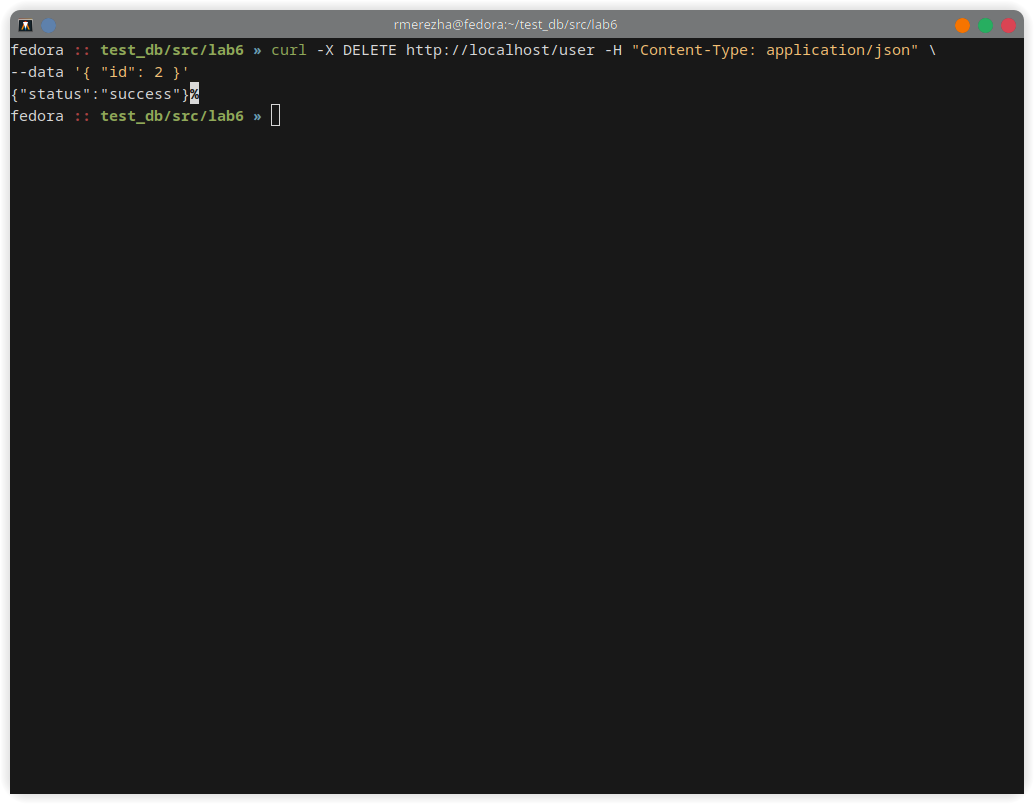 rmerezha@fedora:~/test_db/src/lab6
fedora :: test_db/src/lab6 » curl -X DELETE http://localhost/user -H "Content-Type: application/json" \
--data '{ "id": 2 }'
{"status":"success"}%
fedora :: test_db/src/lab6 »